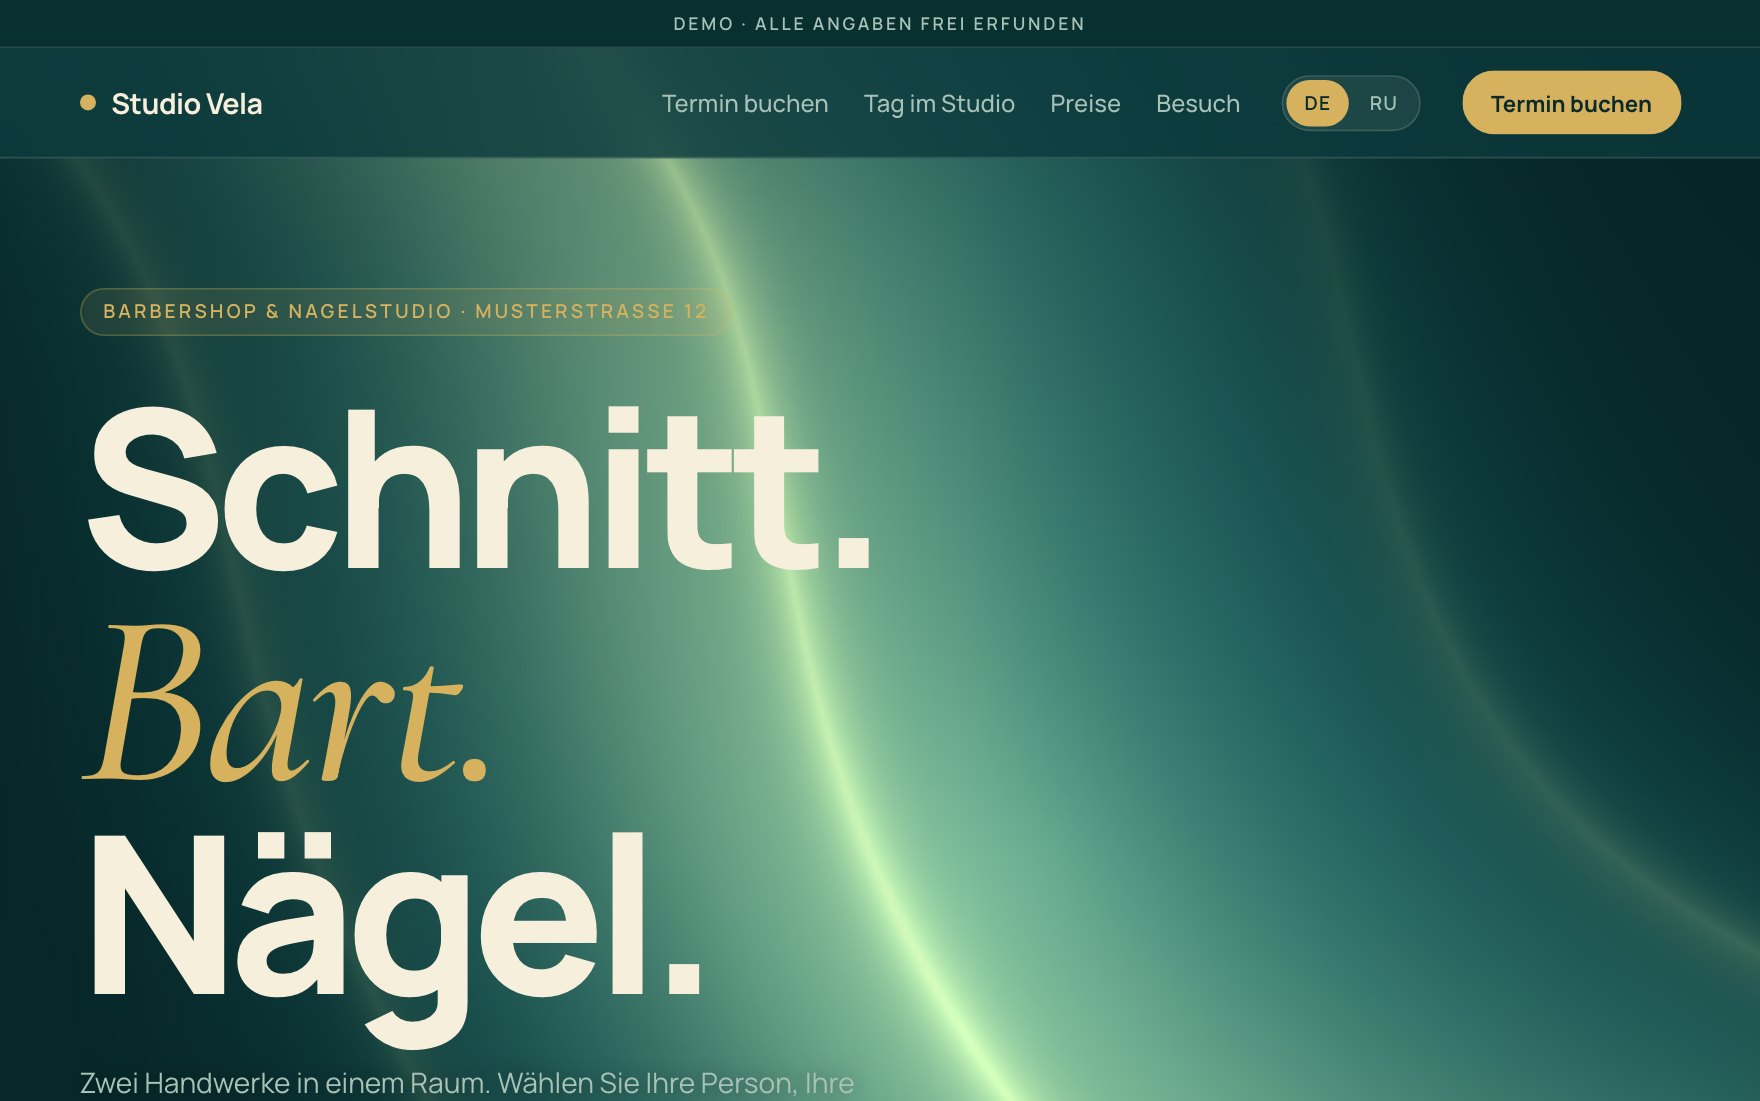 DEMO · ALLE ANGABEN FREI ERFUNDEN
Studio Vela
Termin buchen
Tag im Studio
Preise
Besuch
DE
RU
Termin buchen
BARBERSHOP & NAGELSTUDIO · MUSTERSTRASSE 12
Schnitt.
Bart.
Nägel.
Zwei Handwerke in einem Raum. Wählen Sie Ihre Person, Ihre